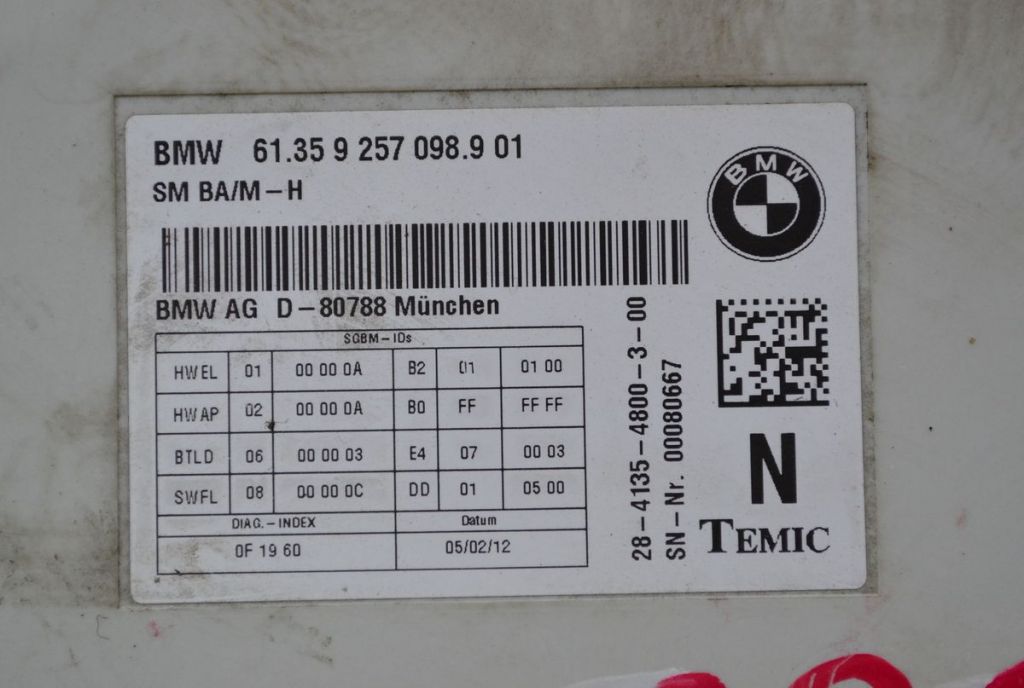 BMW 61.35 9 257 098.9 01
SM BA/M-H
BMW
BMW AG D-80788 München
SGBM-IDs
HWEL 01 00 00 0A B2 01 01 00
HWAP 02 00 00 0A B0 FF FF FF
BTLD 06 00 00 03 E4 07 00 03
SWFL 08 00 00 0C DD 01 05 00
DIAG.-INDEX Datum
0F 19 60 05/02/12
28-4135-4800-3-00
SN-Nr. 00080667
N
TEMIC